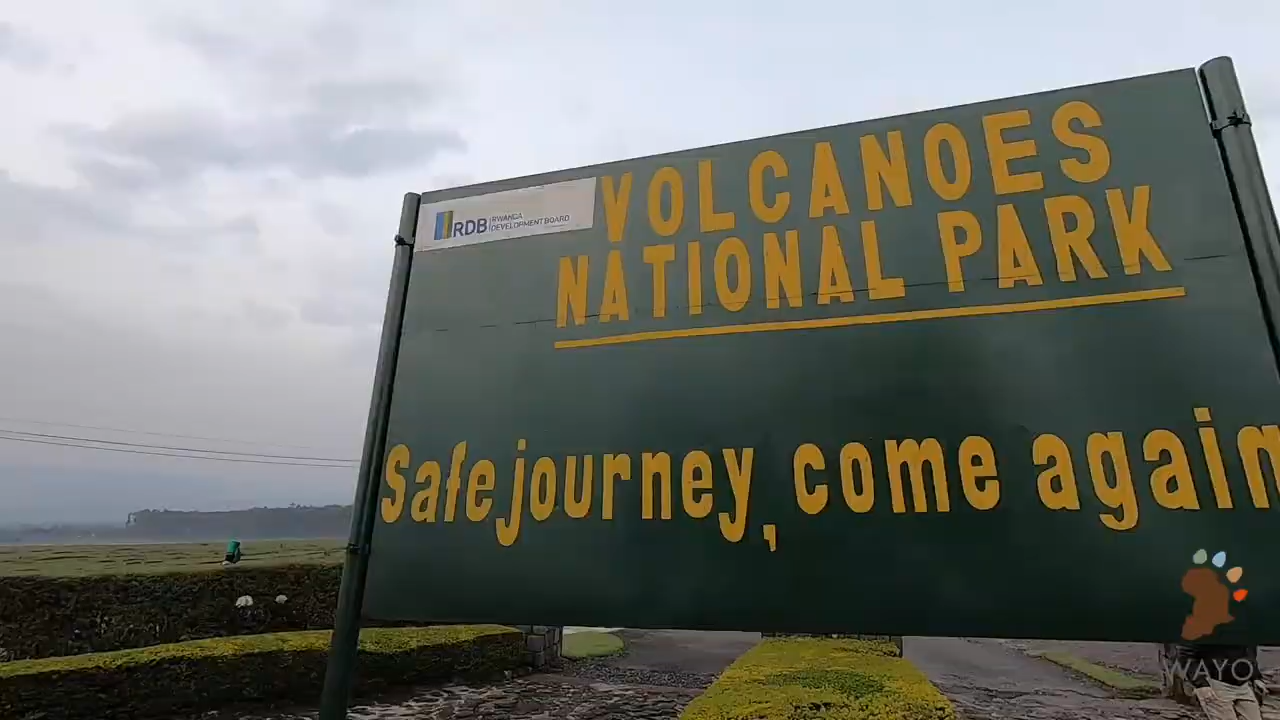 VOLCANOES
RDB RWANDA
DEVELOPMENT BOARD
NATIONAL PARK
Safe journey, come again
WAYO